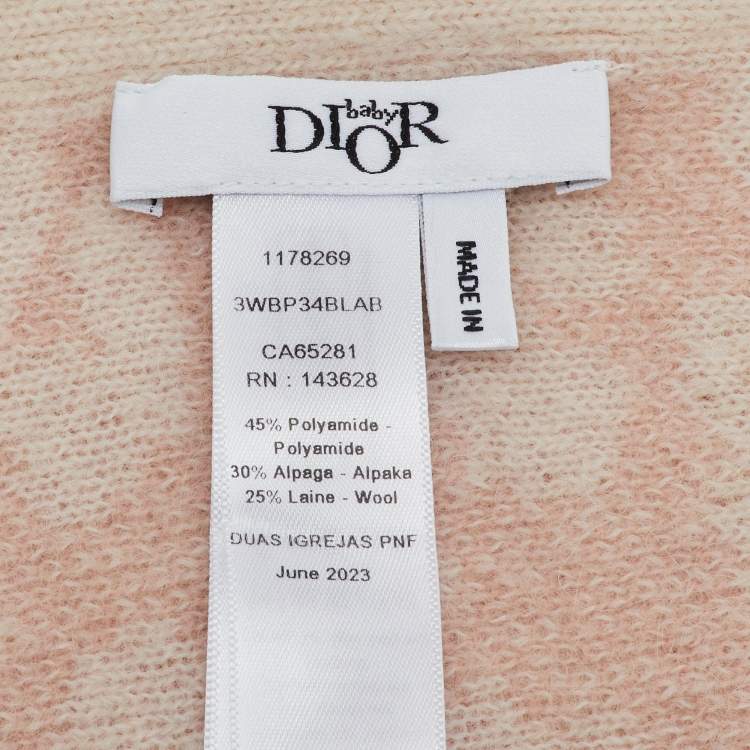 baby
DIOR
MADE IN
1178269
3WBP34BLAB
CA65281
RN : 143628
45% Polyamide -
Polyamide
30% Alpaga - Alpaka
25% Laine - Wool
DUAS IGREJAS PNF
June 2023